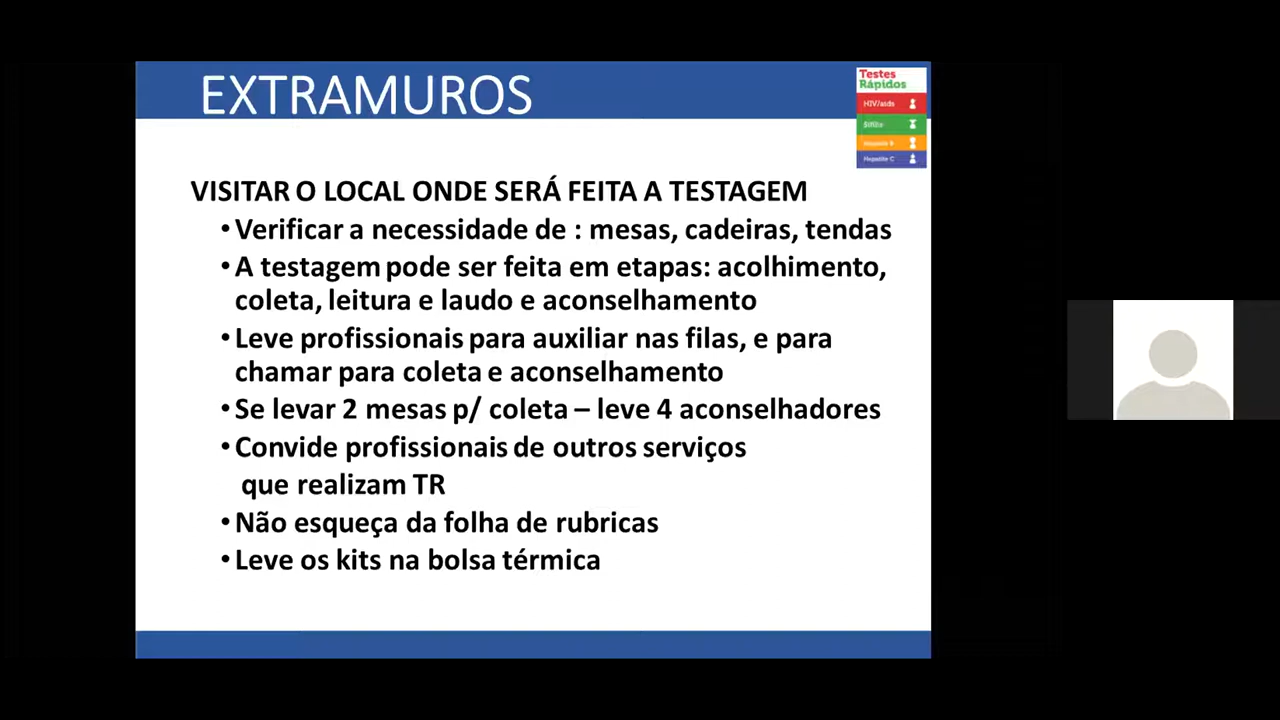 EXTRAMUROS
Testes
Rápidos
HIV/aids
Sífilis
Hepatite B
Hepatite C
VISITAR O LOCAL ONDE SERÁ FEITA A TESTAGEM
• Verificar a necessidade de : mesas, cadeiras, tendas
• A testagem pode ser feita em etapas: acolhimento,
coleta, leitura e laudo e aconselhamento
• Leve profissionais para auxiliar nas filas, e para
chamar para coleta e aconselhamento
• Se levar 2 mesas p/ coleta – leve 4 aconselhadores
• Convide profissionais de outros serviços
que realizam TR
• Não esqueça da folha de rubricas
• Leve os kits na bolsa térmica